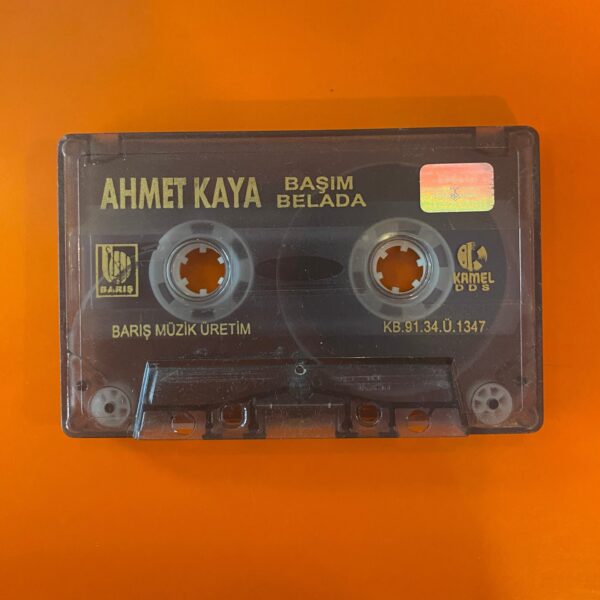 AHMET KAYA
BAŞIM
BELADA
BARIŞ
KAMEL
DDS
BARIŞ MÜZİK ÜRETİM
KB.91.34.Ü.1347